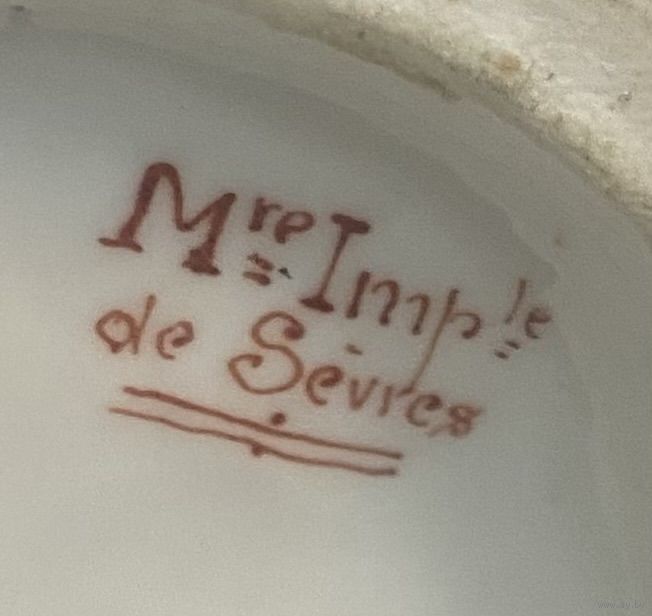 Mʳᵉ Impˡᵉ
de Sèvres